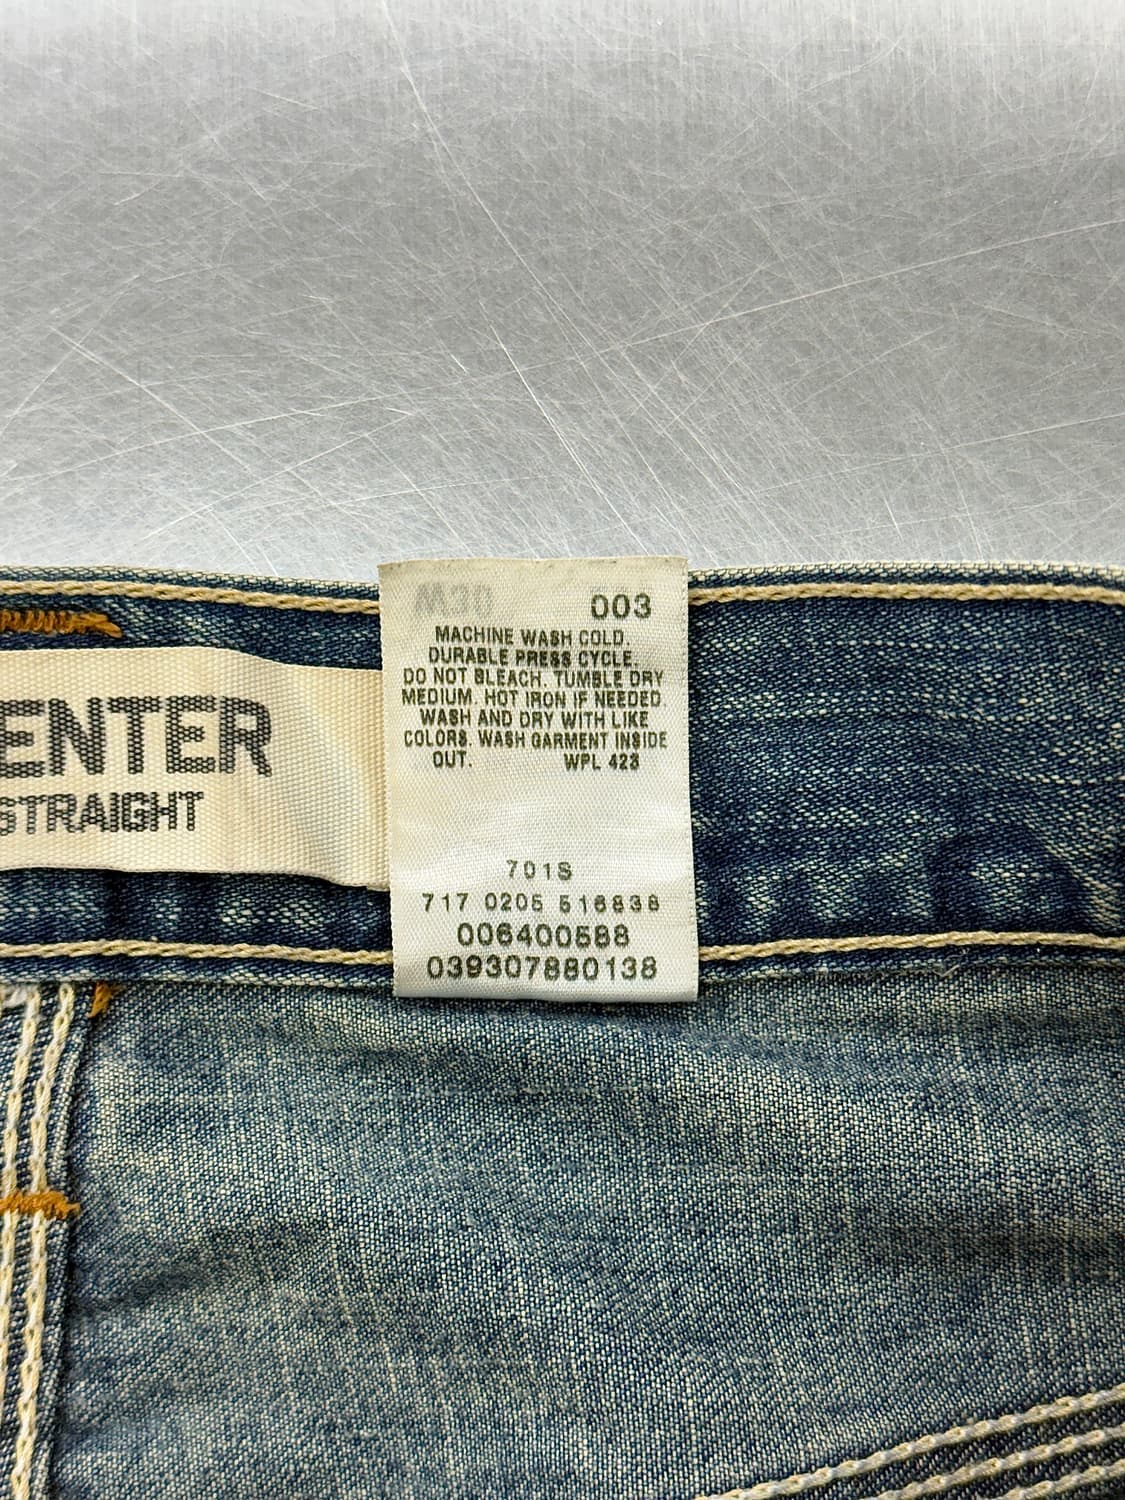 M30 003
MACHINE WASH COLD.
DURABLE PRESS CYCLE.
DO NOT BLEACH. TUMBLE DRY
MEDIUM. HOT IRON IF NEEDED.
WASH AND DRY WITH LIKE
COLORS. WASH GARMENT INSIDE
OUT. WPL 423
701S
717 0205 516838
006400588
039307880138
ENTER
STRAIGHT